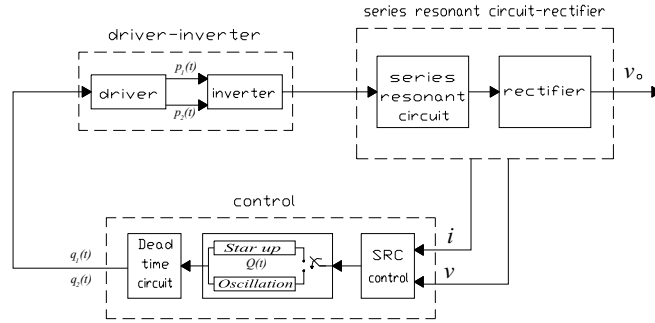 series resonant circuit-rectifier
driver-inverter
p₁(t)
driver
inverter
p₂(t)
series
resonant
circuit
rectifier
vₒ
control
i
v
q₁(t)
q₂(t)
Dead
time
circuit
Star up
Q(t)
Oscillation
SRC
control